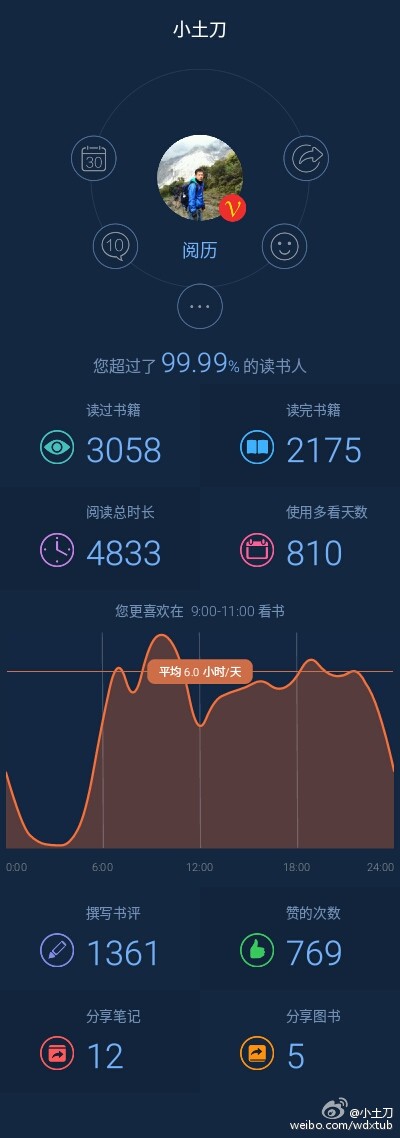 小土刀
30
V
10
阅历
您超过了 99.99% 的读书人
读过书籍 读完书籍
3058 2175
阅读总时长 使用多看天数
4833 810
您更喜欢在 9:00-11:00 看书
平均 6.0 小时/天
0:00 6:00 12:00 18:00 24:00
撰写书评 赞的次数
1361 769
分享笔记 分享图书
12 5
@小土刀
weibo.com/wdxtub